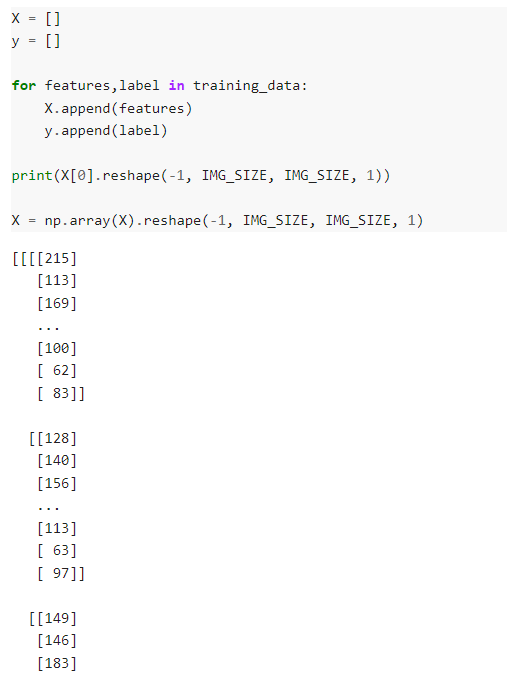 X = []
y = []
for features,label in training_data:
    X.append(features)
    y.append(label)
print(X[0].reshape(-1, IMG_SIZE, IMG_SIZE, 1))
X = np.array(X).reshape(-1, IMG_SIZE, IMG_SIZE, 1)
[[[[215]
   [113]
   [169]
   ...
   [100]
   [ 62]
   [ 83]]
  [[128]
   [140]
   [156]
   ...
   [113]
   [ 63]
   [ 97]]
  [[149]
   [146]
   [183]